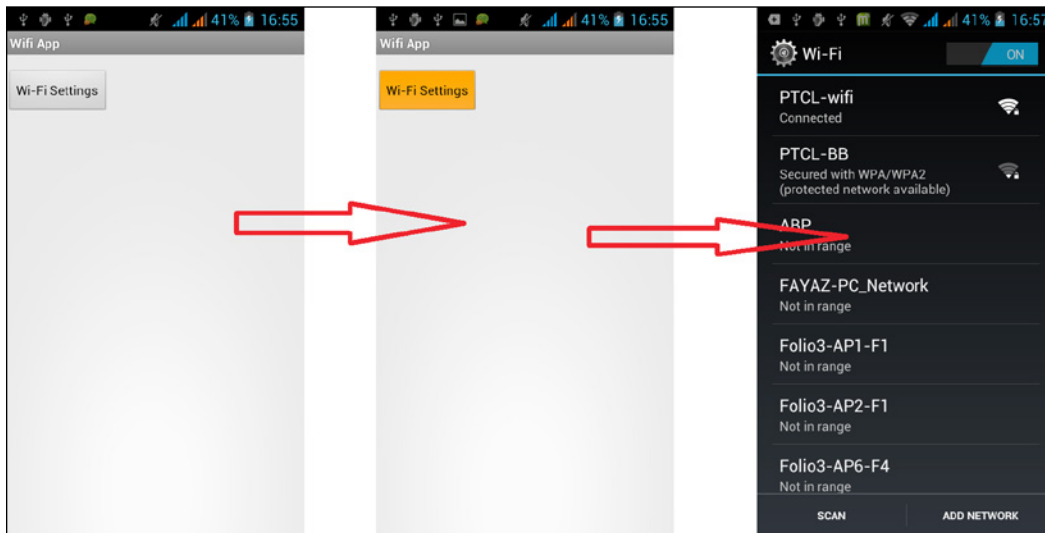 41% 16:55
Wifi App
Wi-Fi Settings
41% 16:55
Wifi App
Wi-Fi Settings
41% 16:57
Wi-Fi
ON
PTCL-wifi
Connected
PTCL-BB
Secured with WPA/WPA2
(protected network available)
ABP
Not in range
FAYAZ-PC_Network
Not in range
Folio3-AP1-F1
Not in range
Folio3-AP2-F1
Not in range
Folio3-AP6-F4
Not in range
SCAN
ADD NETWORK